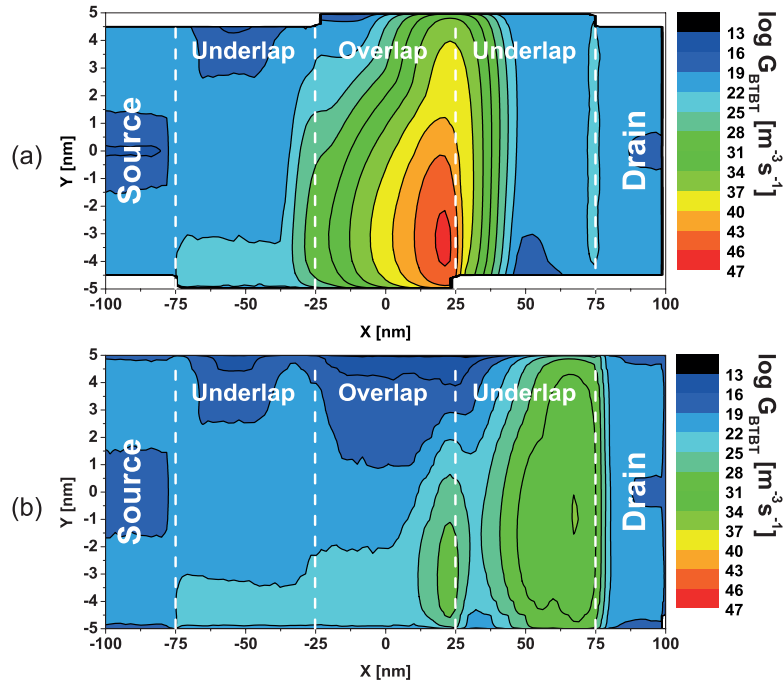 (a)
Y [nm]
5
4
3
2
1
0
-1
-2
-3
-4
-5
Source
Underlap
Overlap
Underlap
Drain
-100 -75 -50 -25 0 25 50 75 100
X [nm]
13
16
19
22
25
28
31
34
37
40
43
46
47
log G_BTBT [m⁻³ s⁻¹]
(b)
Y [nm]
5
4
3
2
1
0
-1
-2
-3
-4
-5
Source
Underlap
Overlap
Underlap
Drain
-100 -75 -50 -25 0 25 50 75 100
X [nm]
13
16
19
22
25
28
31
34
37
40
43
46
47
log G_BTBT [m⁻³ s⁻¹]